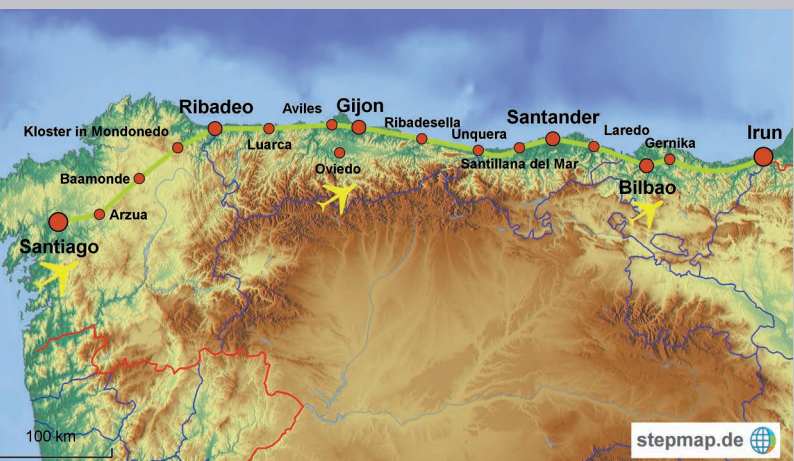 Ribadeo
Aviles
Gijon
Kloster in Mondonedo
Luarca
Ribadesella
Unquera
Santander
Laredo
Gernika
Irun
Santillana del Mar
Oviedo
Bilbao
Baamonde
Arzua
Santiago
100 km
stepmap.de